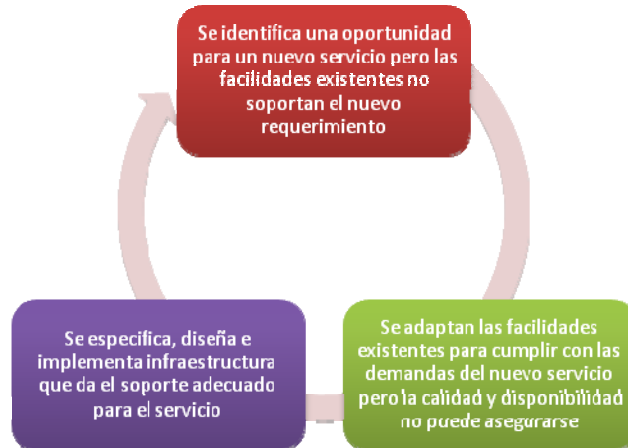 Se identifica una oportunidad
para un nuevo servicio pero las
facilidades existentes no
soportan el nuevo
requerimiento
Se adaptan las facilidades
existentes para cumplir con las
demandas del nuevo servicio
pero la calidad y disponibilidad
no puede asegurarse
Se especifica, diseña e
implementa infraestructura
que da el soporte adecuado
para el servicio